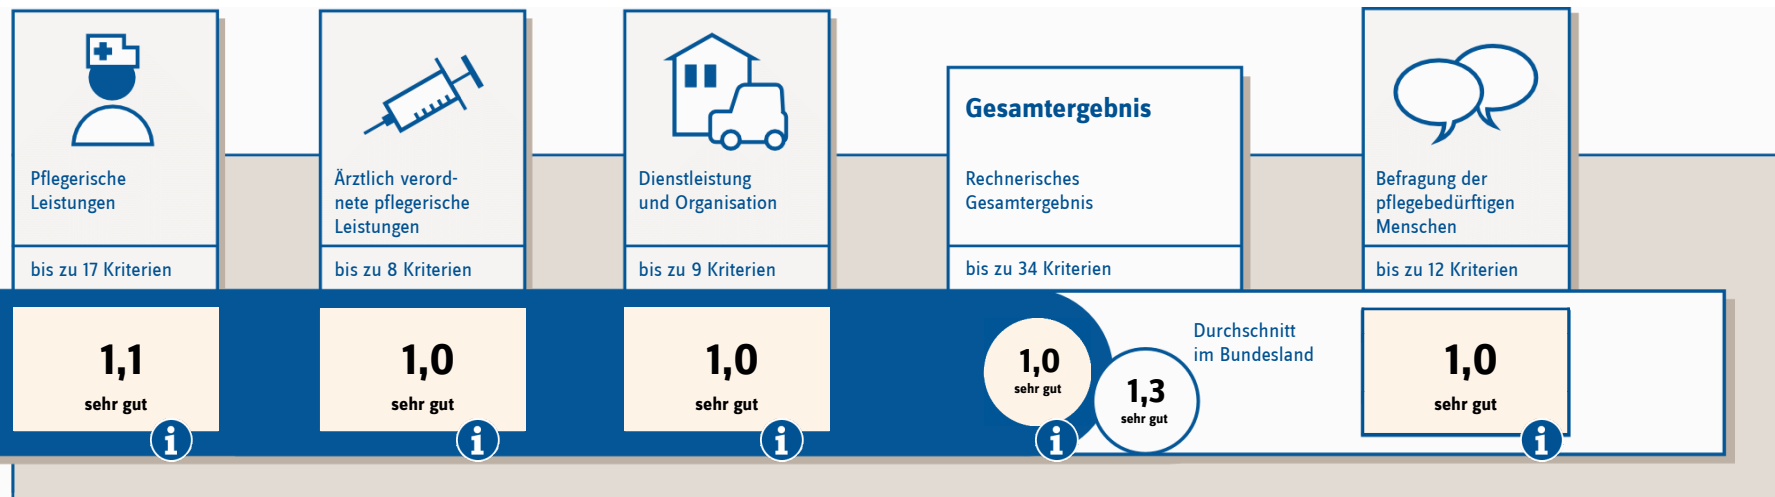 Pflegerische
Leistungen
bis zu 17 Kriterien
1,1
sehr gut
i
Ärztlich verord-
nete pflegerische
Leistungen
bis zu 8 Kriterien
1,0
sehr gut
i
Dienstleistung
und Organisation
bis zu 9 Kriterien
1,0
sehr gut
i
Gesamtergebnis
Rechnerisches
Gesamtergebnis
bis zu 34 Kriterien
1,0
sehr gut
i
1,3
sehr gut
Durchschnitt
im Bundesland
Befragung der
pflegebedürftigen
Menschen
bis zu 12 Kriterien
1,0
sehr gut
i